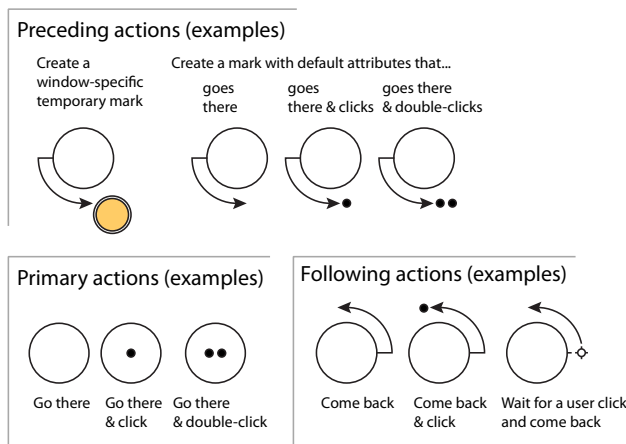 Preceding actions (examples)
Create a
window-specific
temporary mark
Create a mark with default attributes that...
goes
there
goes
there & clicks
goes there
& double-clicks
Primary actions (examples)
Go there
Go there
& click
Go there
& double-click
Following actions (examples)
Come back
Come back
& click
Wait for a user click
and come back